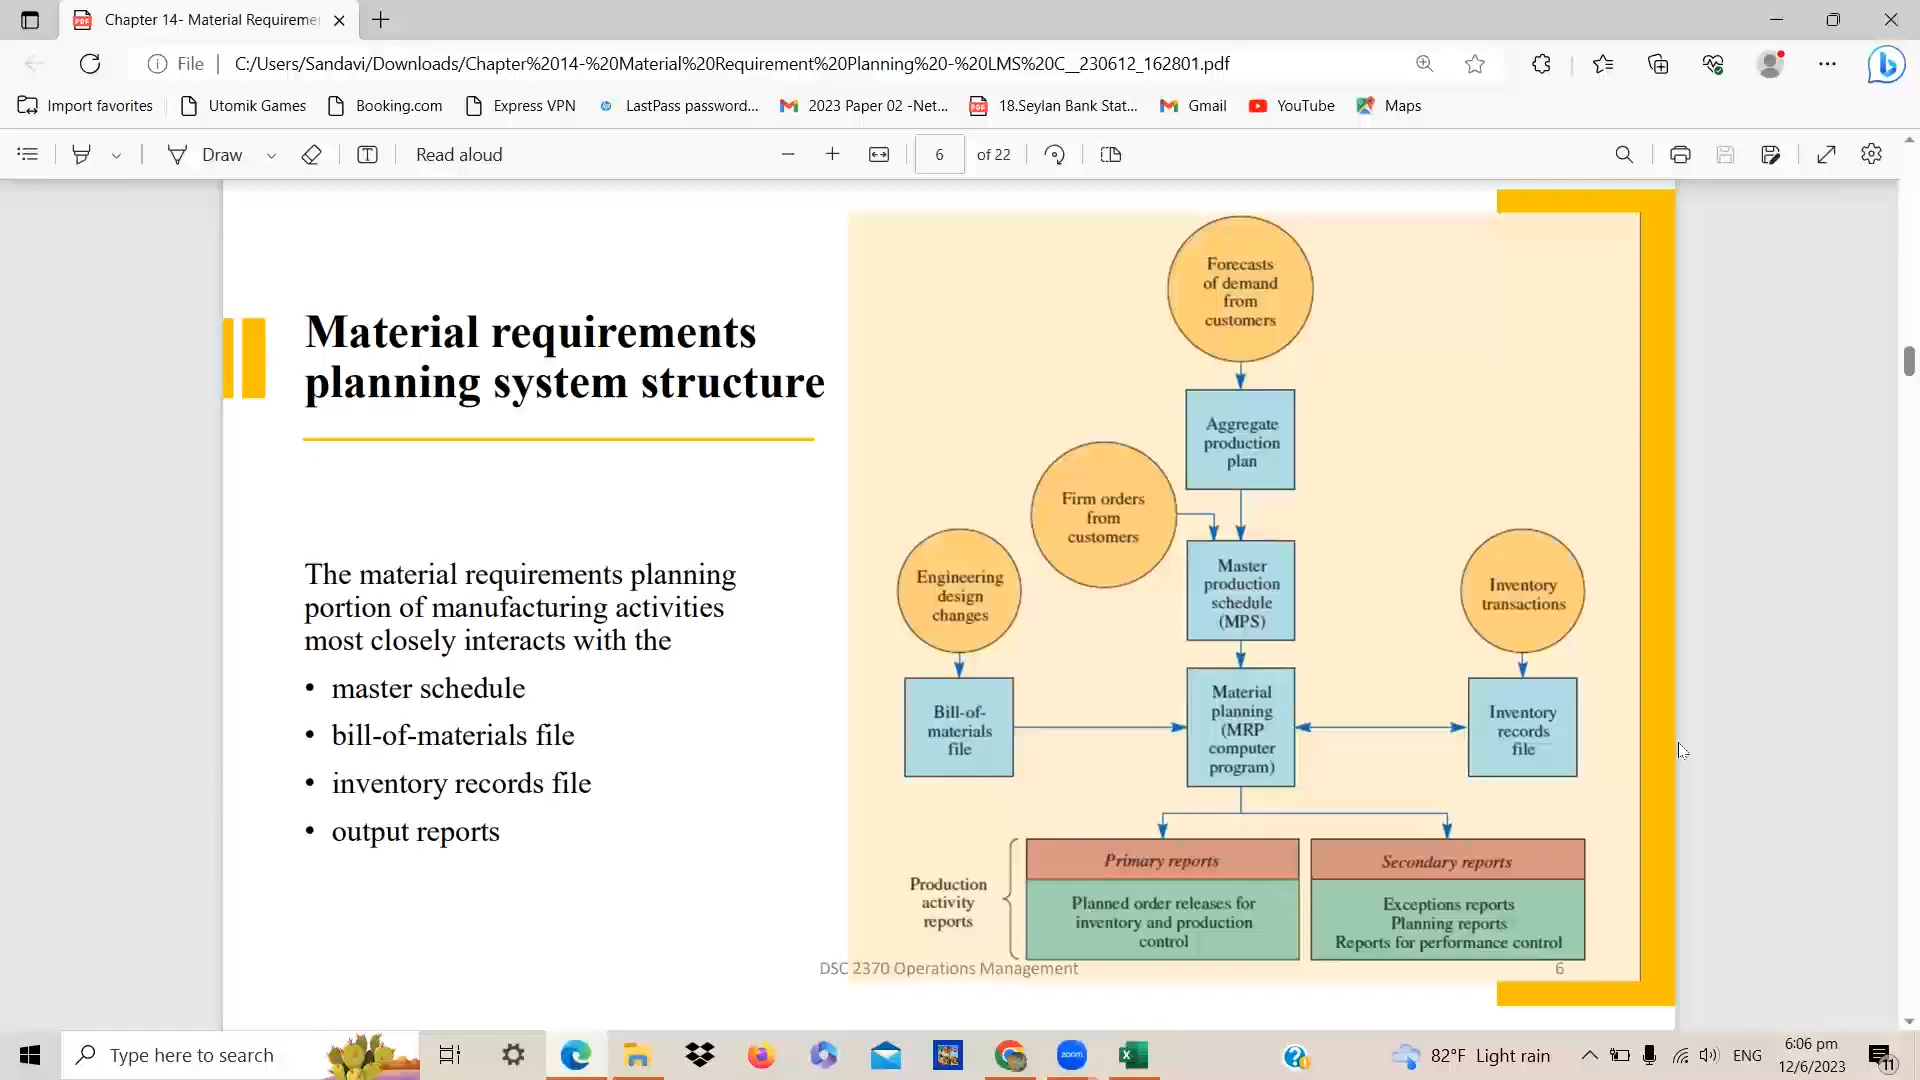 Chapter 14- Material Requireme
File
C:/Users/Sandavi/Downloads/Chapter%2014-%20Material%20Requirement%20Planning%20-%20LMS%20C__230612_162801.pdf
Import favorites
Utomik Games
Booking.com
Express VPN
LastPass password...
2023 Paper 02 -Net...
18.Seylan Bank Stat...
Gmail
YouTube
Maps
Draw
Read aloud
6
of 22
Material requirements
planning system structure
The material requirements planning
portion of manufacturing activities
most closely interacts with the
• master schedule
• bill-of-materials file
• inventory records file
• output reports
Forecasts
of demand
from
customers
Aggregate
production
plan
Firm orders
from
customers
Engineering
design
changes
Master
production
schedule
(MPS)
Inventory
transactions
Bill-of-
materials
file
Material
planning
(MRP
computer
program)
Inventory
records
file
Production
activity
reports
Primary reports
Planned order releases for
inventory and production
control
Secondary reports
Exceptions reports
Planning reports
Reports for performance control
DSC 2370 Operations Management
6
Type here to search
zoom
82°F Light rain
ENG
6:06 pm
12/6/2023
11